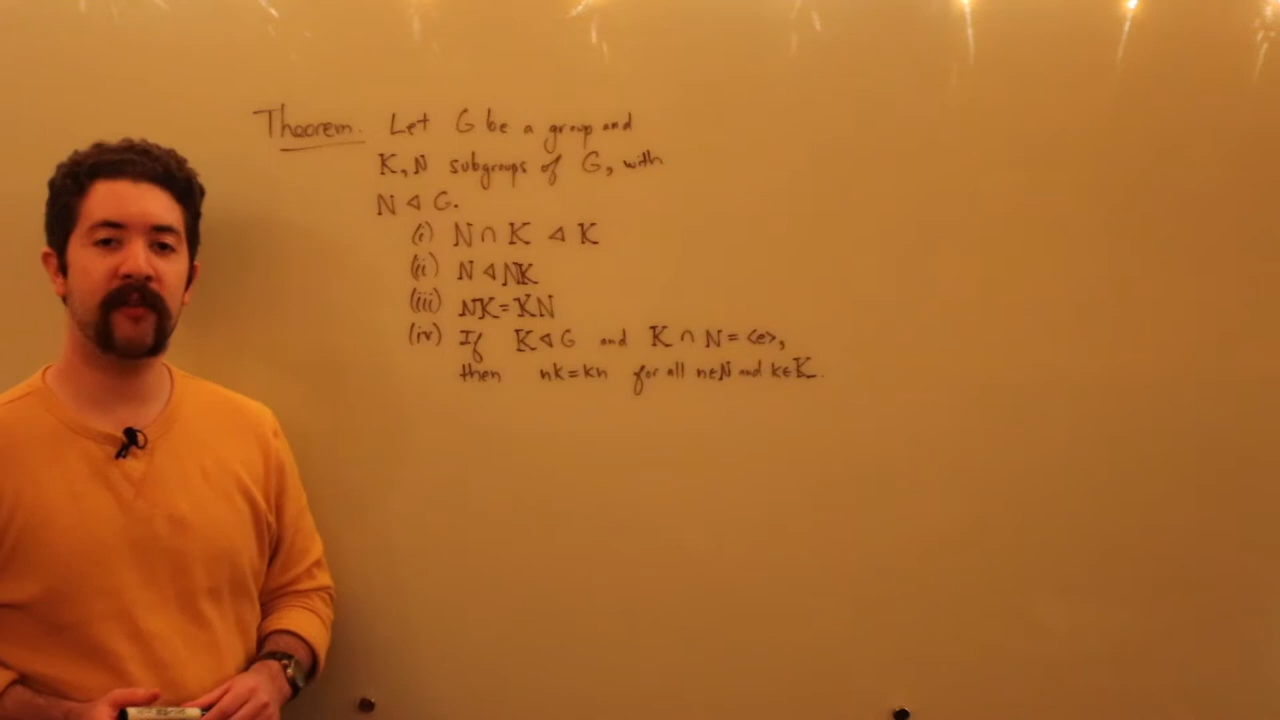 Theorem. Let G be a group and
K, N subgroups of G, with
N ⊲ G.
(i) N ∩ K ⊲ K
(ii) N ⊲ NK
(iii) NK = KN
(iv) If K ⊲ G and K ∩ N = <e>,
then nk = kn for all n∈N and k∈K.